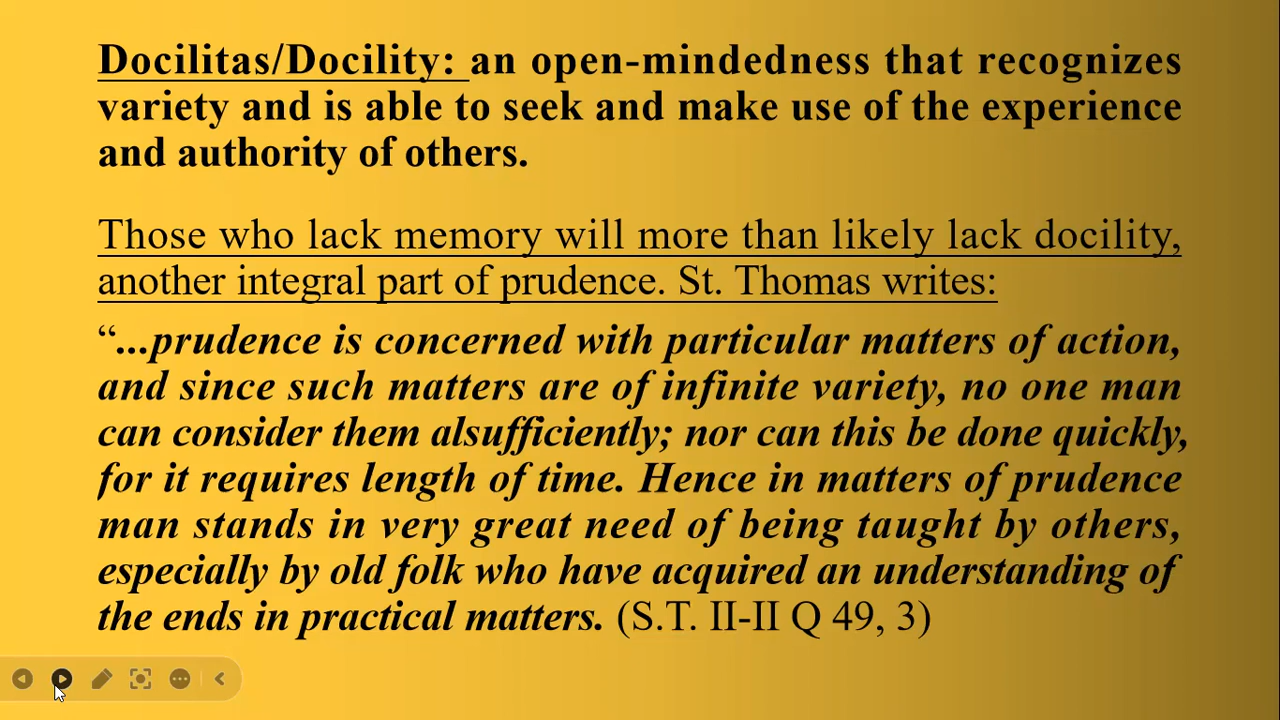 Docilitas/Docility: an open-mindedness that recognizes
variety and is able to seek and make use of the experience
and authority of others.
Those who lack memory will more than likely lack docility,
another integral part of prudence. St. Thomas writes:
“...prudence is concerned with particular matters of action,
and since such matters are of infinite variety, no one man
can consider them alsufficiently; nor can this be done quickly,
for it requires length of time. Hence in matters of prudence
man stands in very great need of being taught by others,
especially by old folk who have acquired an understanding of
the ends in practical matters. (S.T. II-II Q 49, 3)